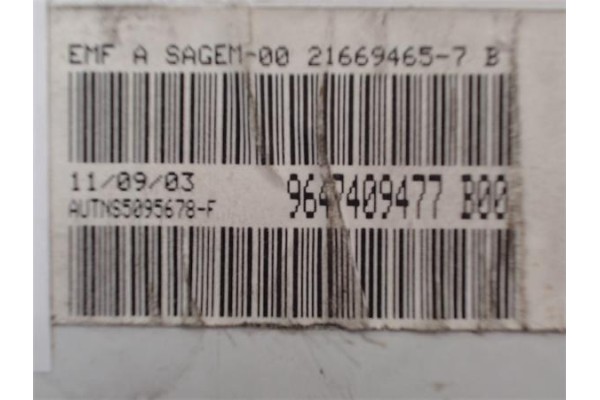 EMF A SAGEM-00 21669465-7 B
11/09/03
AUTNS5095678-F
9647409477 B00